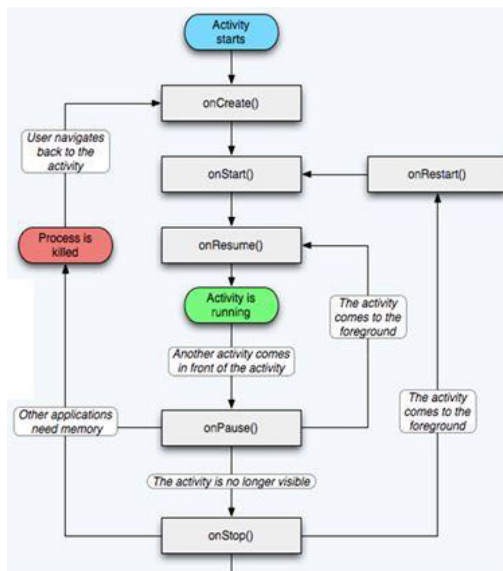 Activity
starts
onCreate()
User navigates
back to the
activity
onStart()
onRestart()
Process is
killed
onResume()
Activity is
running
The activity
comes to the
foreground
Another activity comes
in front of the activity
The activity
comes to the
foreground
Other applications
need memory
onPause()
The activity is no longer visible
onStop()